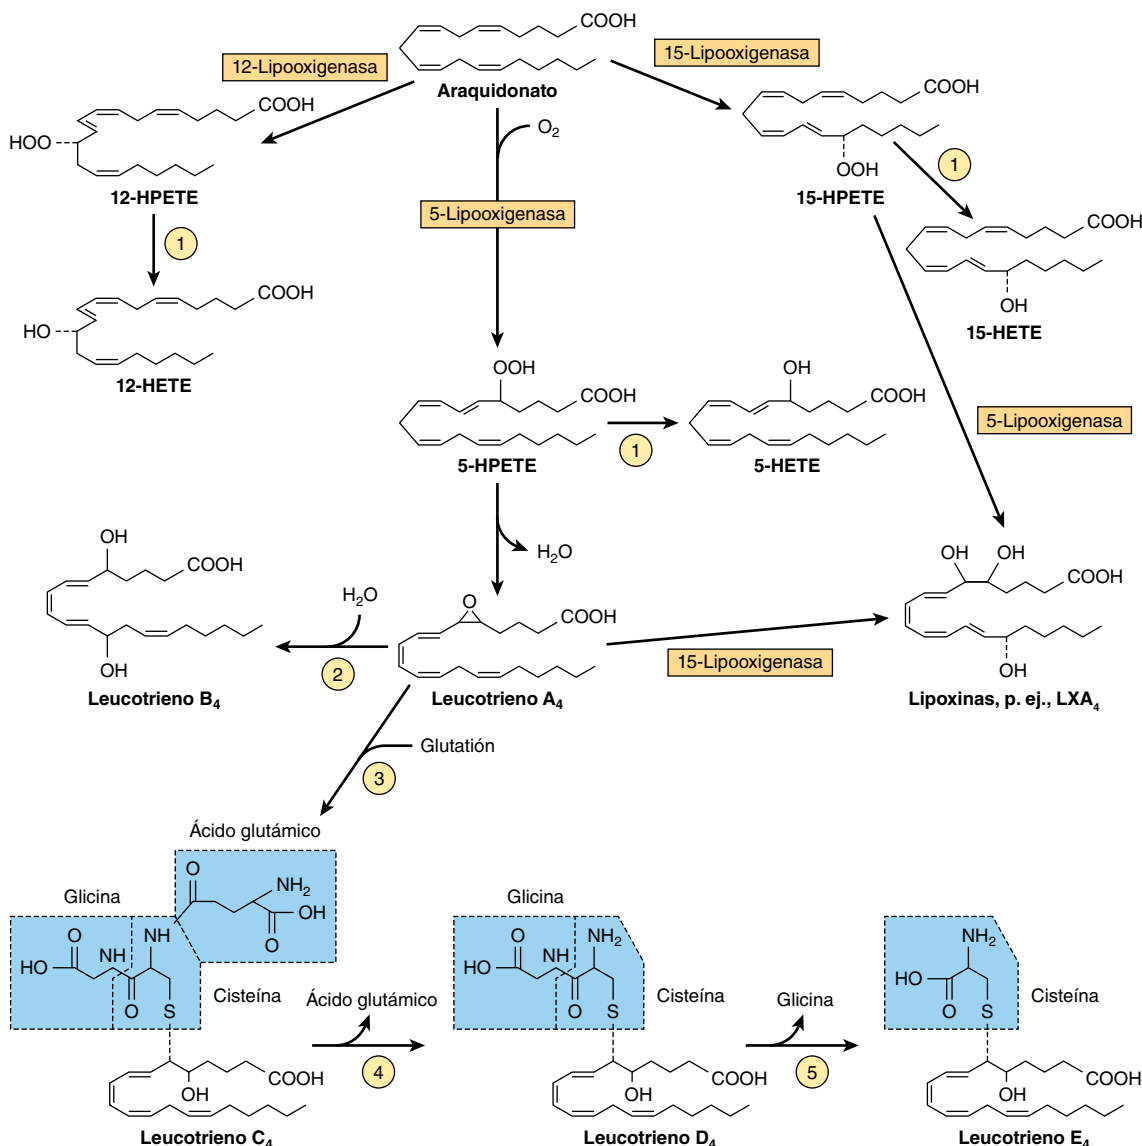 COOH
12-Lipooxigenasa
15-Lipooxigenasa
Araquidonato
COOH
COOH
HOO
O₂
OOH
12-HPETE
15-HPETE
1
1
5-Lipooxigenasa
COOH
COOH
HO
OH
12-HETE
15-HETE
OOH
OH
COOH
COOH
5-Lipooxigenasa
1
5-HPETE
5-HETE
OH
COOH
H₂O
OH
OH
COOH
H₂O
O
COOH
OH
2
15-Lipooxigenasa
OH
Leucotrieno B₄
Leucotrieno A₄
Lipoxinas, p. ej., LXA₄
Glutatión
3
Ácido glutámico
O
NH₂
OH
O
Glicina
O
NH
NH
HO
O
S
Cisteína
Glicina
O
NH₂
NH
HO
O
S
Cisteína
NH₂
HO
O
S
Cisteína
Ácido glutámico
4
Glicina
5
COOH
OH
Leucotrieno C₄
COOH
OH
Leucotrieno D₄
COOH
OH
Leucotrieno E₄